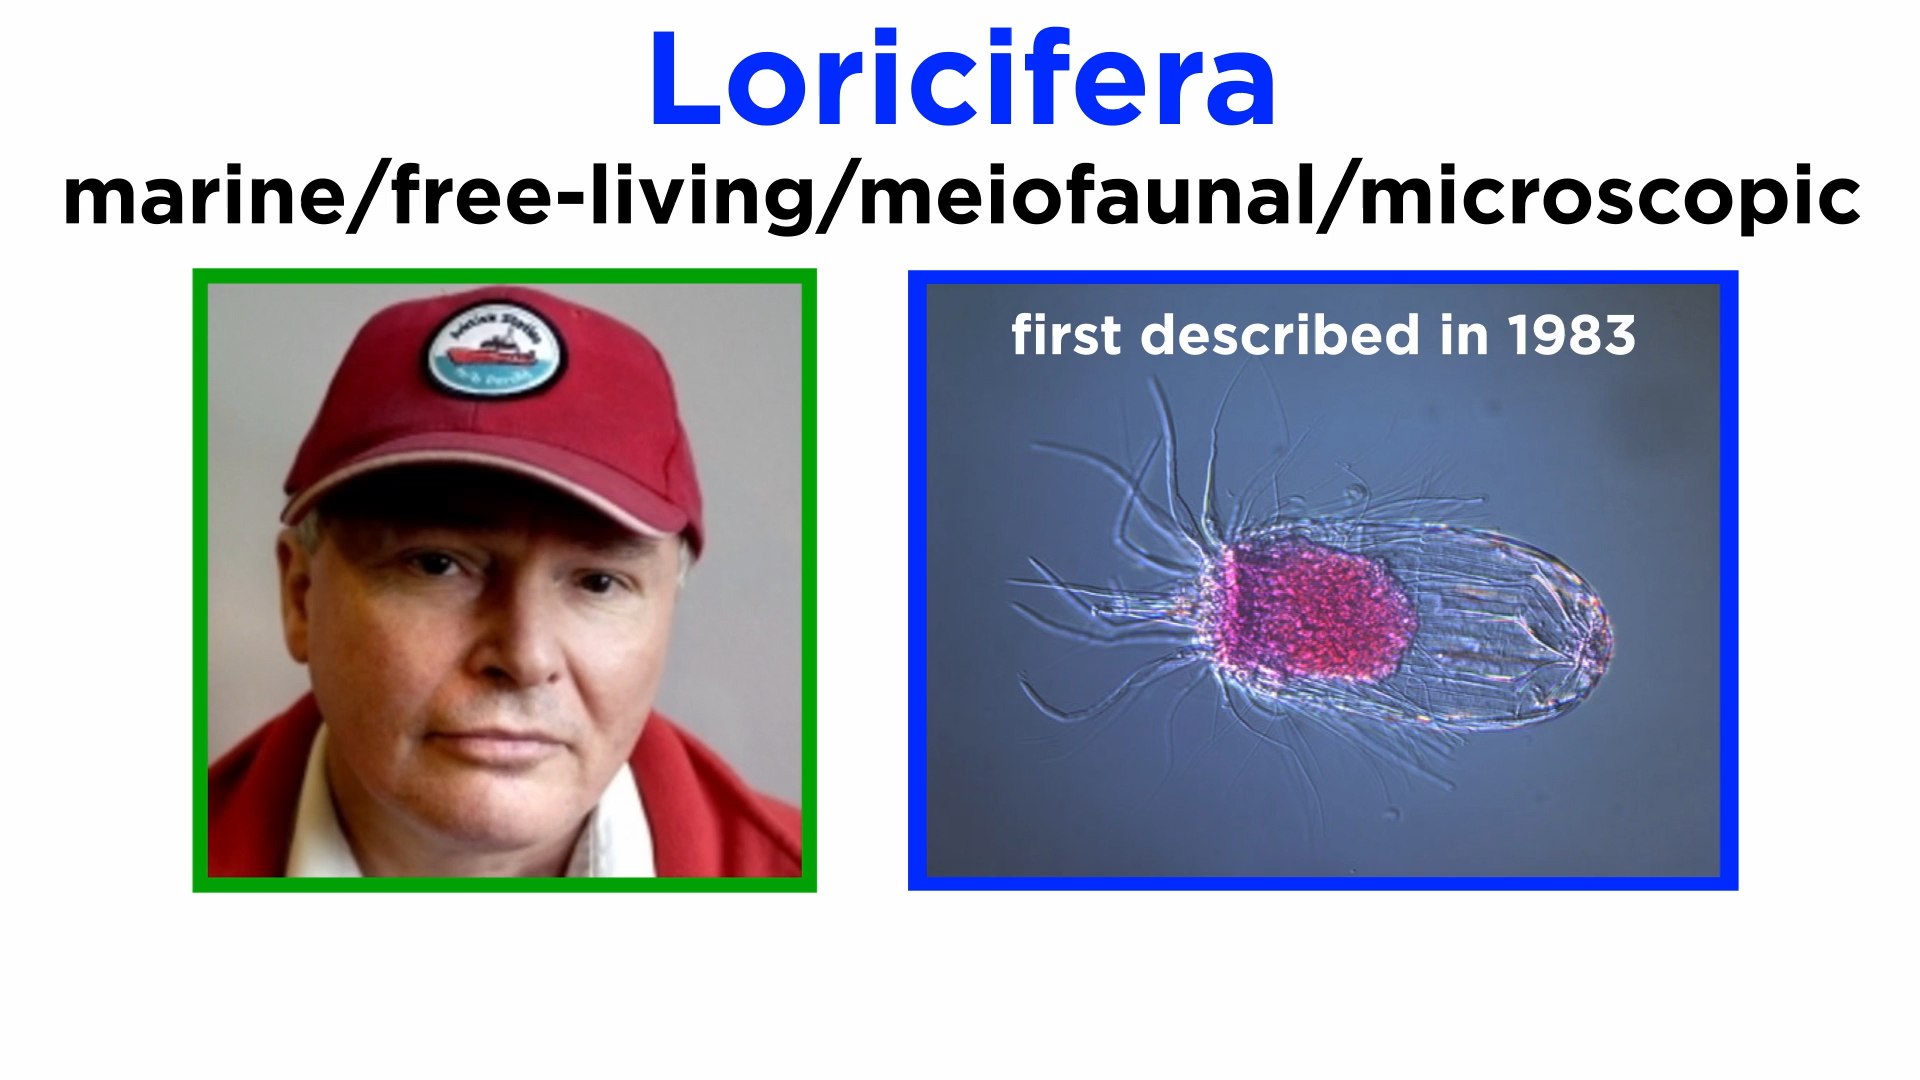 Loricifera
marine/free-living/meiofaunal/microscopic
first described in 1983